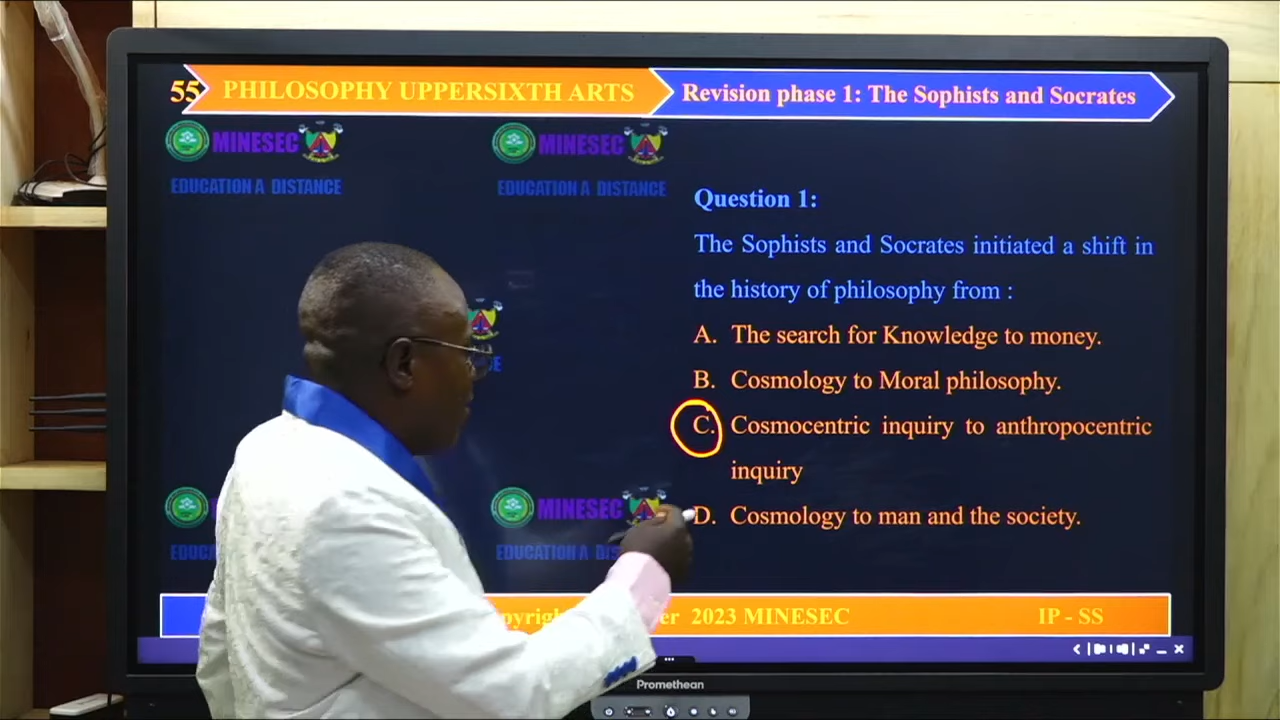 55 PHILOSOPHY UPPERSIXTH ARTS Revision phase 1: The Sophists and Socrates
MINESEC MINESEC
EDUCATION A DISTANCE EDUCATION A DISTANCE
Question 1:
The Sophists and Socrates initiated a shift in
the history of philosophy from :
A. The search for Knowledge to money.
B. Cosmology to Moral philosophy.
C. Cosmocentric inquiry to anthropocentric
inquiry
D. Cosmology to man and the society.
MINESEC
EDUCATION A
2023 MINESEC IP - SS
Promethean